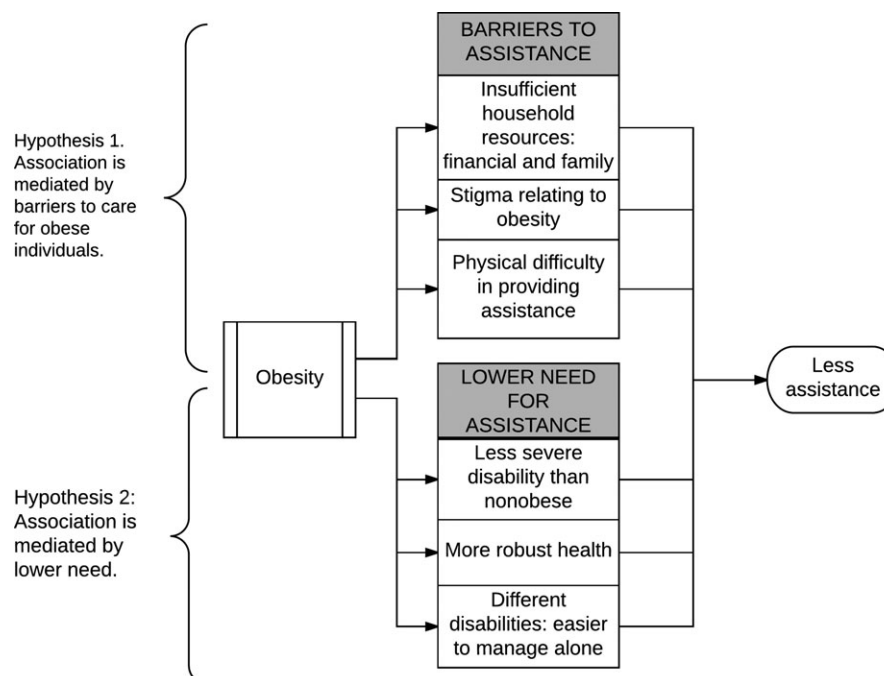 Hypothesis 1.
Association is
mediated by
barriers to care
for obese
individuals.
BARRIERS TO
ASSISTANCE
Insufficient
household
resources:
financial and family
Stigma relating to
obesity
Physical difficulty
in providing
assistance
Obesity
Less
assistance
Hypothesis 2:
Association is
mediated by
lower need.
LOWER NEED
FOR
ASSISTANCE
Less severe
disability than
nonobese
More robust health
Different
disabilities: easier
to manage alone